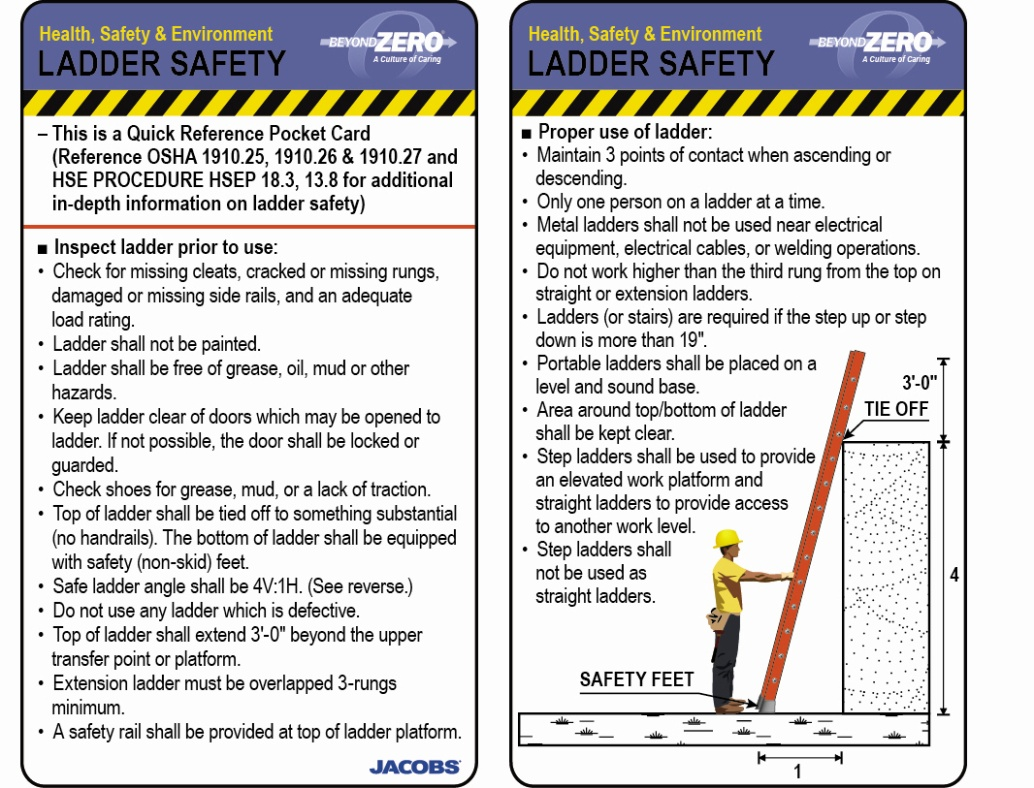 Health, Safety & Environment
LADDER SAFETY
BEYOND ZERO®
A Culture of Caring
– This is a Quick Reference Pocket Card
(Reference OSHA 1910.25, 1910.26 & 1910.27 and
HSE PROCEDURE HSEP 18.3, 13.8 for additional
in-depth information on ladder safety)
■ Inspect ladder prior to use:
• Check for missing cleats, cracked or missing rungs,
damaged or missing side rails, and an adequate
load rating.
• Ladder shall not be painted.
• Ladder shall be free of grease, oil, mud or other
hazards.
• Keep ladder clear of doors which may be opened to
ladder. If not possible, the door shall be locked or
guarded.
• Check shoes for grease, mud, or a lack of traction.
• Top of ladder shall be tied off to something substantial
(no handrails). The bottom of ladder shall be equipped
with safety (non-skid) feet.
• Safe ladder angle shall be 4V:1H. (See reverse.)
• Do not use any ladder which is defective.
• Top of ladder shall extend 3'-0" beyond the upper
transfer point or platform.
• Extension ladder must be overlapped 3-rungs
minimum.
• A safety rail shall be provided at top of ladder platform.
JACOBS
Health, Safety & Environment
LADDER SAFETY
BEYOND ZERO®
A Culture of Caring
■ Proper use of ladder:
• Maintain 3 points of contact when ascending or
descending.
• Only one person on a ladder at a time.
• Metal ladders shall not be used near electrical
equipment, electrical cables, or welding operations.
• Do not work higher than the third rung from the top on
straight or extension ladders.
• Ladders (or stairs) are required if the step up or step
down is more than 19".
• Portable ladders shall be placed on a
level and sound base.
• Area around top/bottom of ladder
shall be kept clear.
• Step ladders shall be used to provide
an elevated work platform and
straight ladders to provide access
to another work level.
• Step ladders shall
not be used as
straight ladders.
3'-0"
TIE OFF
4
SAFETY FEET
1